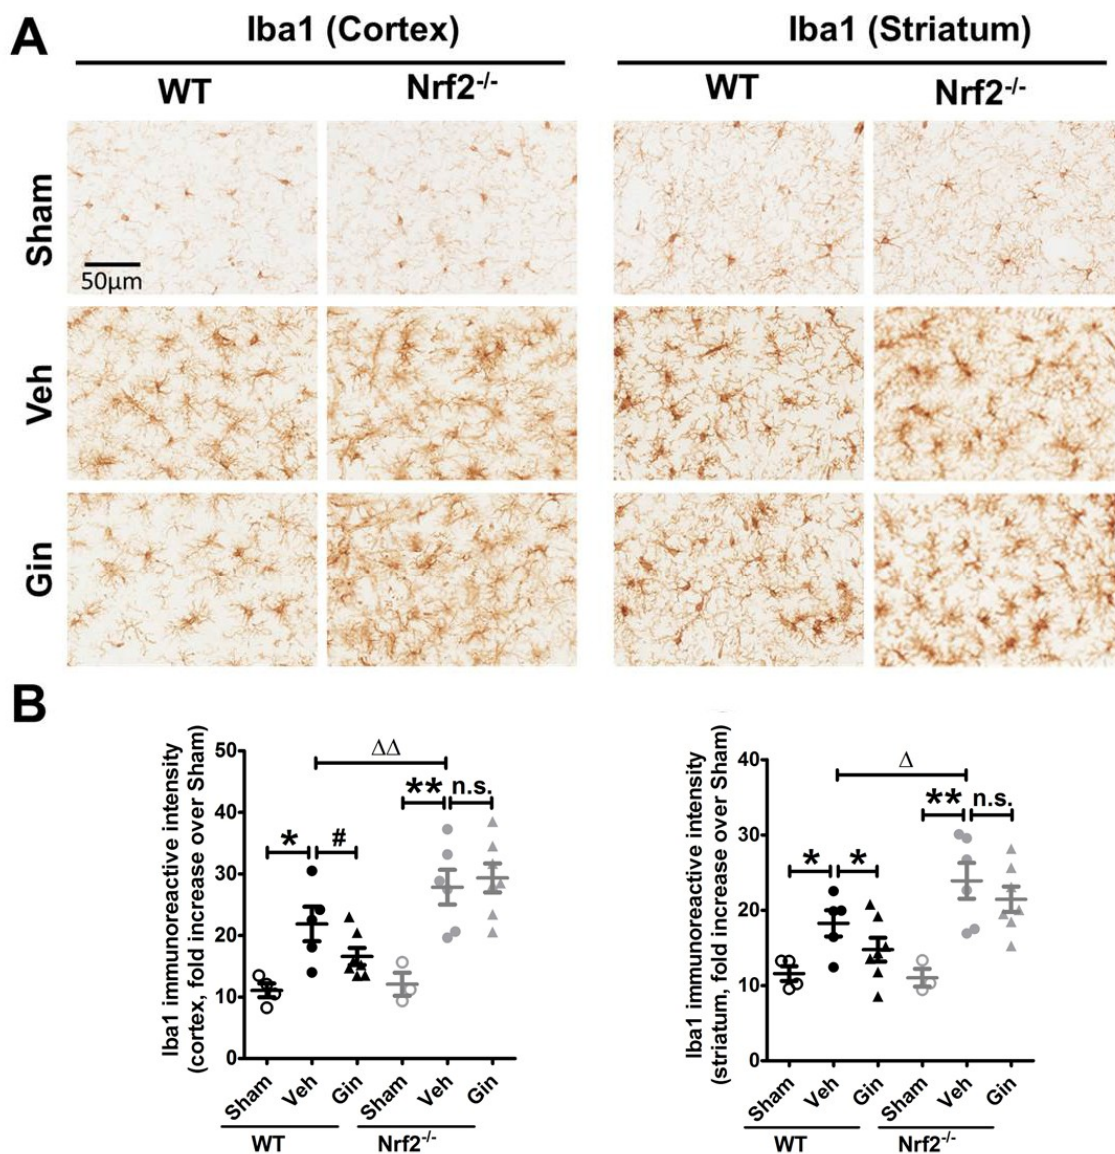 A
Iba1 (Cortex)
Iba1 (Striatum)
WT
Nrf2-/-
WT
Nrf2-/-
Sham
50μm
Veh
Gin
B
Iba1 immunoreactive intensity
(cortex, fold increase over Sham)
50
40
30
20
10
0
ΔΔ
*
#
**
n.s.
Sham
Veh
Gin
Sham
Veh
Gin
WT
Nrf2-/-
Iba1 immunoreactive intensity
(striatum, fold increase over Sham)
40
30
20
10
0
Δ
*
*
**
n.s.
Sham
Veh
Gin
Sham
Veh
Gin
WT
Nrf2-/-